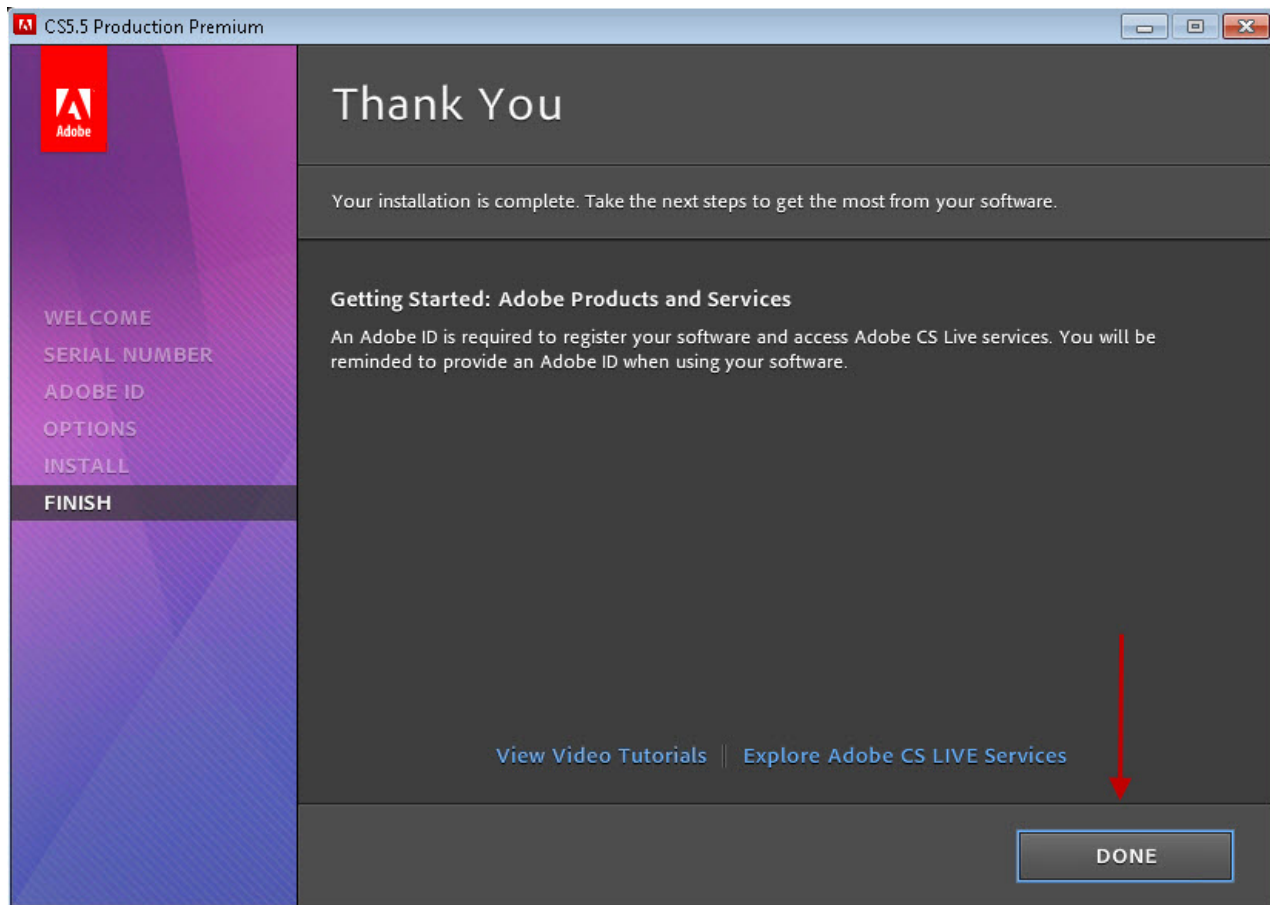 CS5.5 Production Premium
Adobe
Thank You
Your installation is complete. Take the next steps to get the most from your software.
WELCOME
SERIAL NUMBER
ADOBE ID
OPTIONS
INSTALL
FINISH
Getting Started: Adobe Products and Services
An Adobe ID is required to register your software and access Adobe CS Live services. You will be
reminded to provide an Adobe ID when using your software.
View Video Tutorials
Explore Adobe CS LIVE Services
DONE